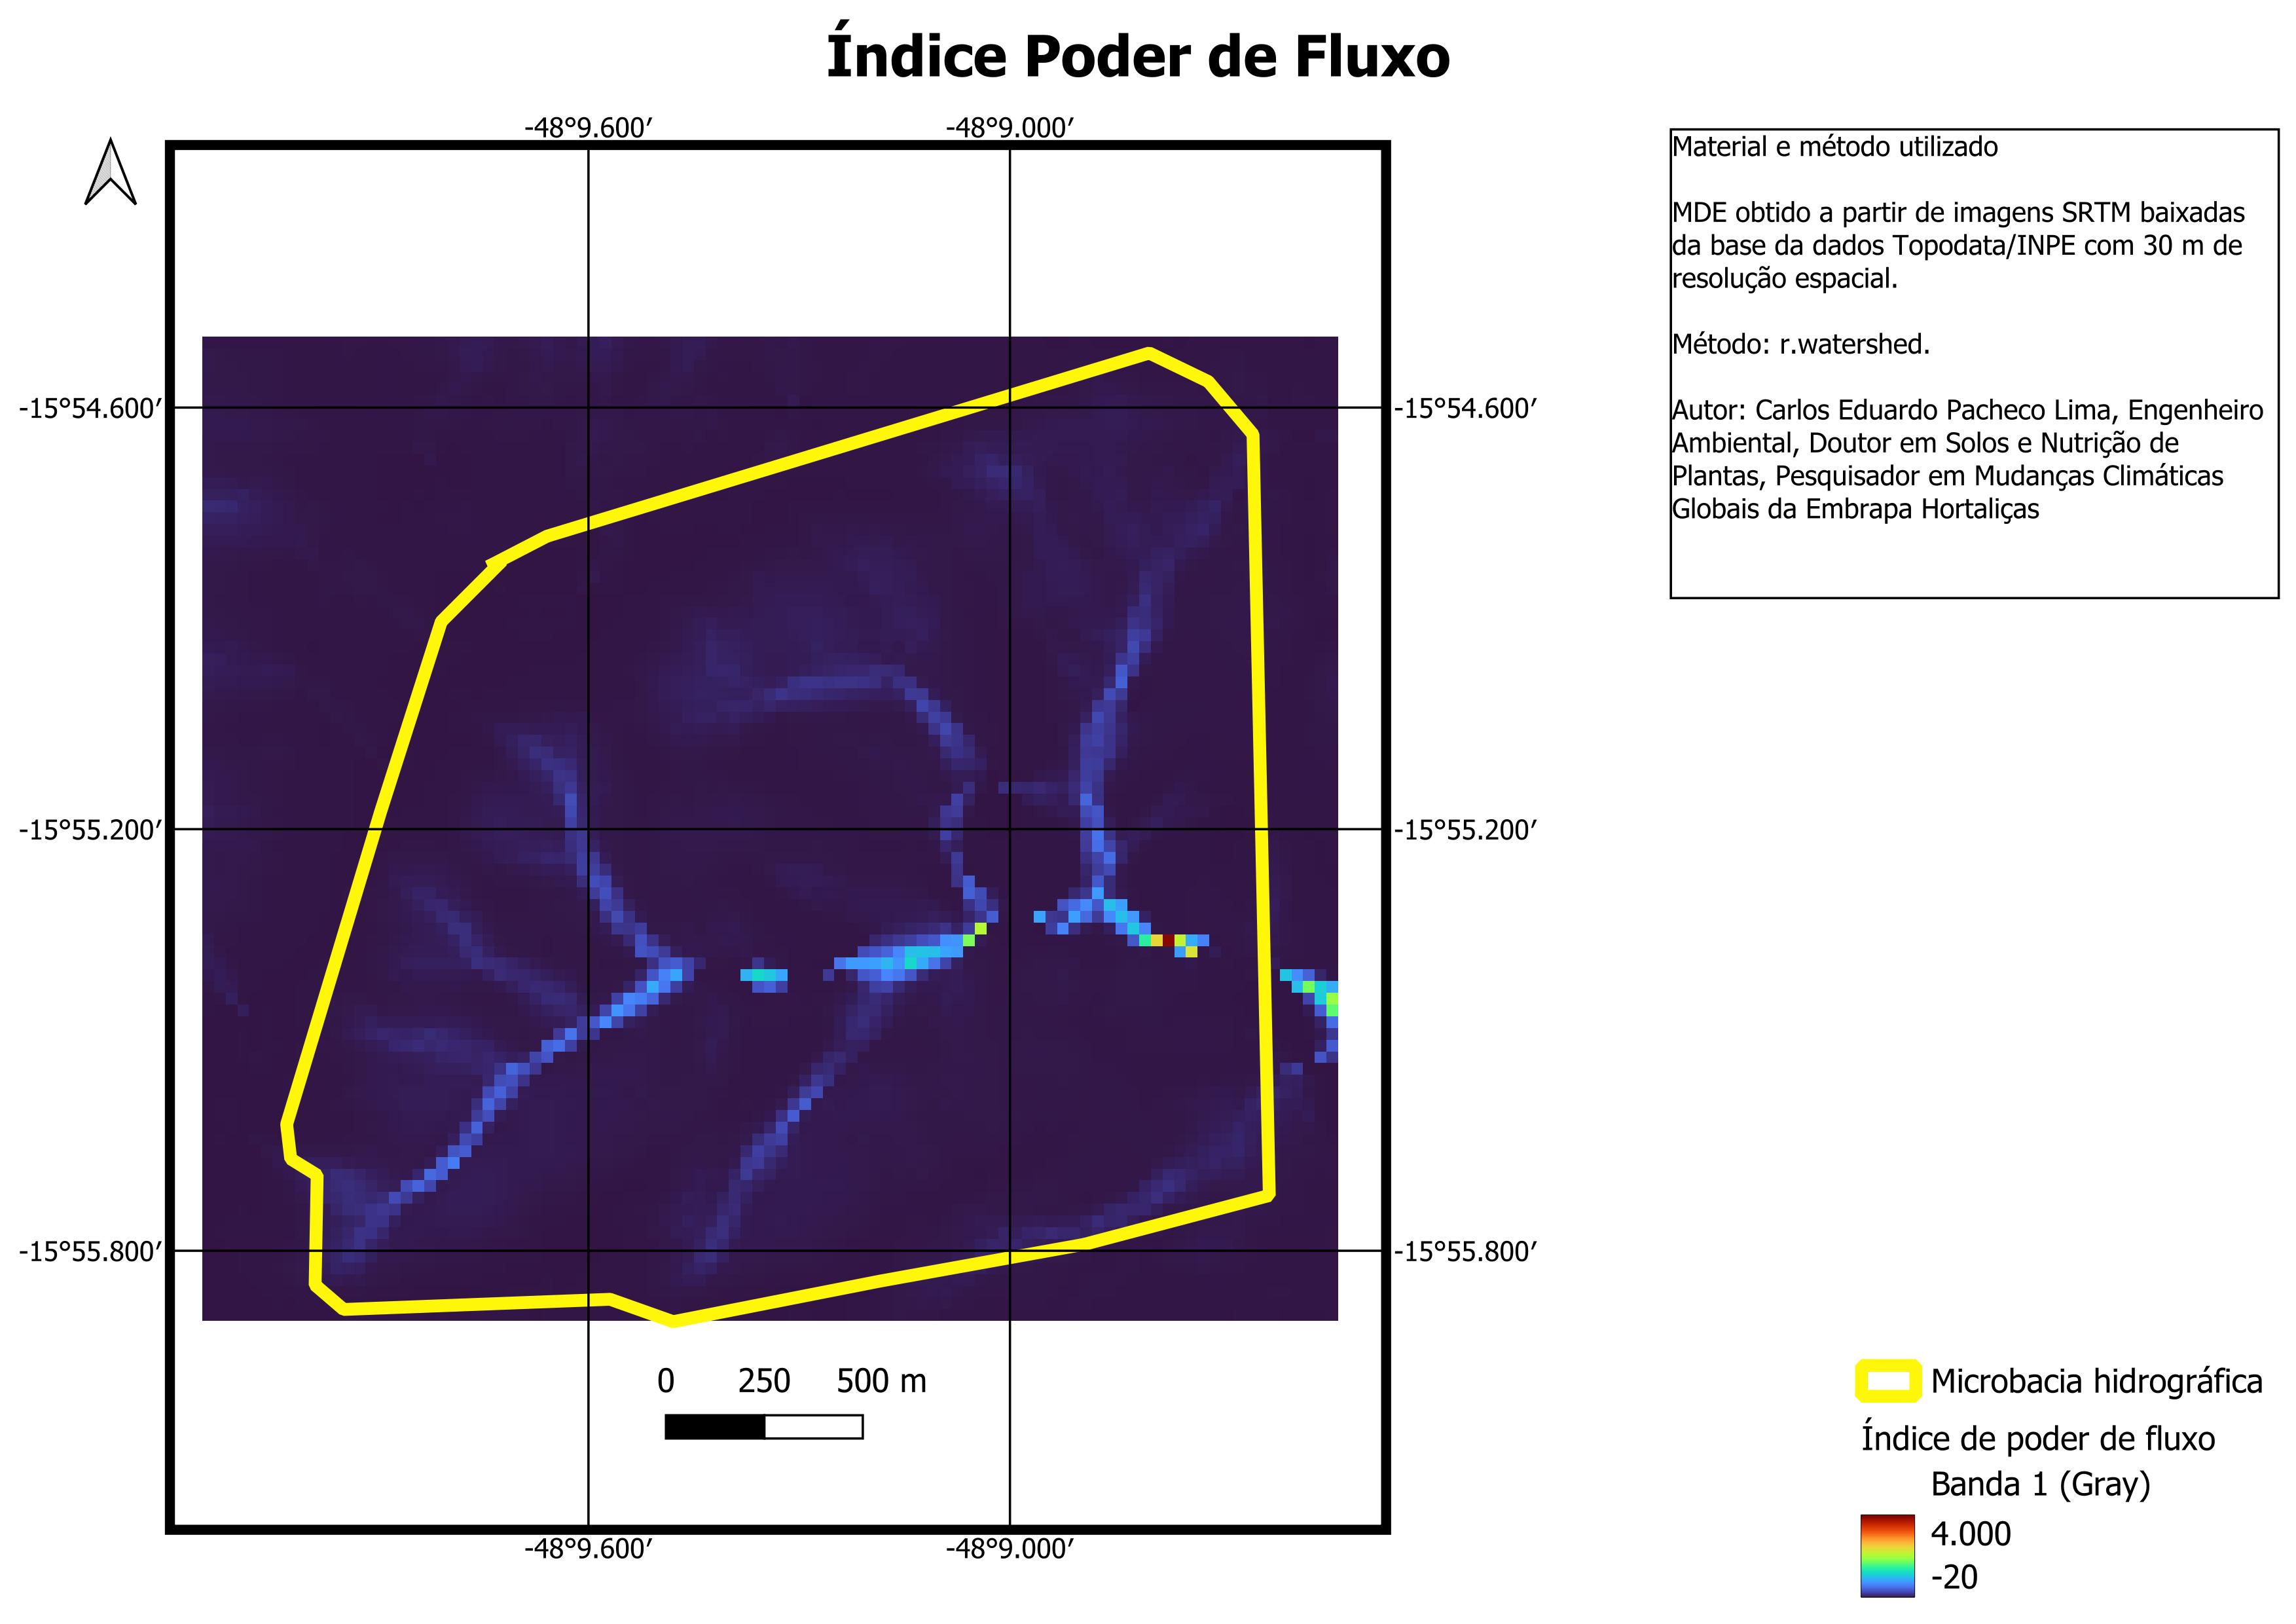 Índice Poder de Fluxo
-48°9.600′ -48°9.000′
Material e método utilizado
MDE obtido a partir de imagens SRTM baixadas
da base da dados Topodata/INPE com 30 m de
resolução espacial.
Método: r.watershed.
Autor: Carlos Eduardo Pacheco Lima, Engenheiro
Ambiental, Doutor em Solos e Nutrição de
Plantas, Pesquisador em Mudanças Climáticas
Globais da Embrapa Hortaliças
-15°54.600′ -15°54.600′
-15°55.200′ -15°55.200′
-15°55.800′ -15°55.800′
0 250 500 m
-48°9.600′ -48°9.000′
Microbacia hidrográfica
Índice de poder de fluxo
Banda 1 (Gray)
4.000
-20